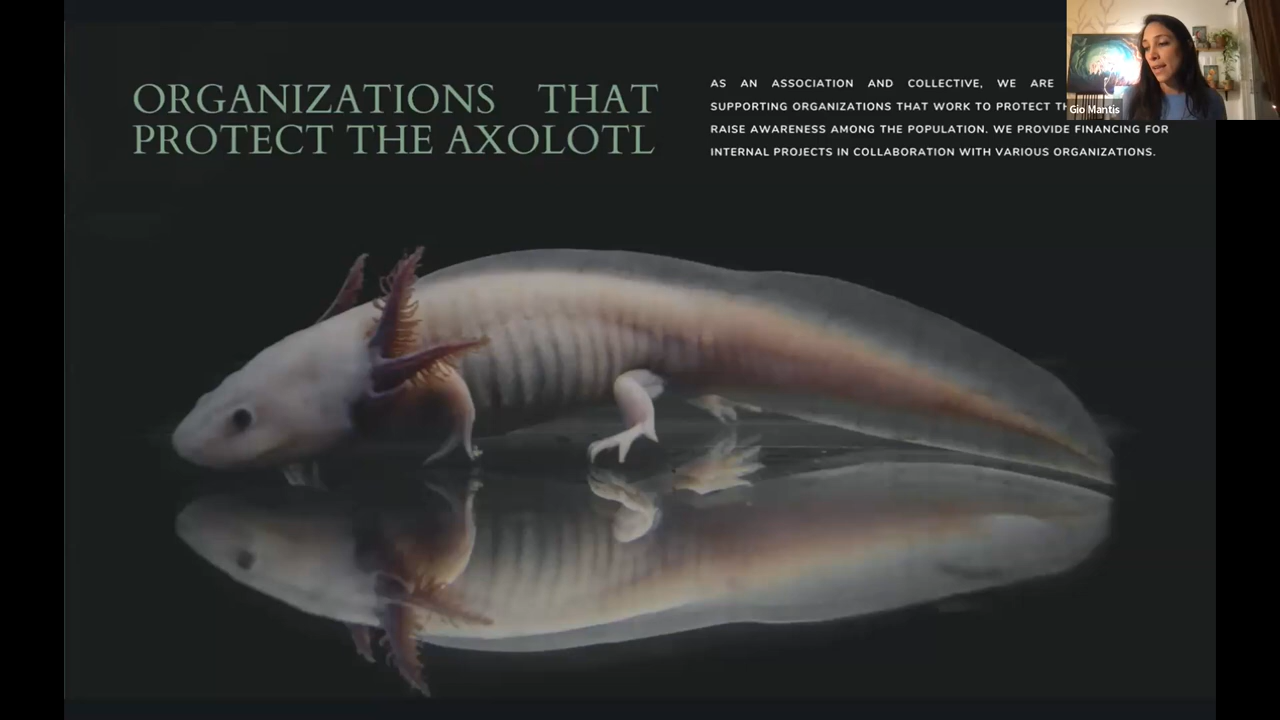 ORGANIZATIONS THAT
PROTECT THE AXOLOTL
AS AN ASSOCIATION AND COLLECTIVE, WE ARE
SUPPORTING ORGANIZATIONS THAT WORK TO PROTECT
RAISE AWARENESS AMONG THE POPULATION. WE PROVIDE FINANCING FOR
INTERNAL PROJECTS IN COLLABORATION WITH VARIOUS ORGANIZATIONS.
Gio Mantis